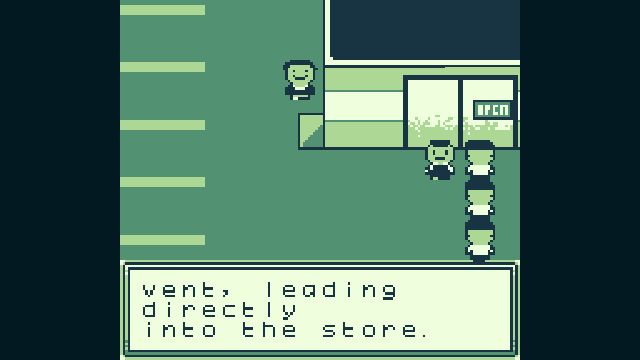 OPEN
vent, leading
directly
into the store.